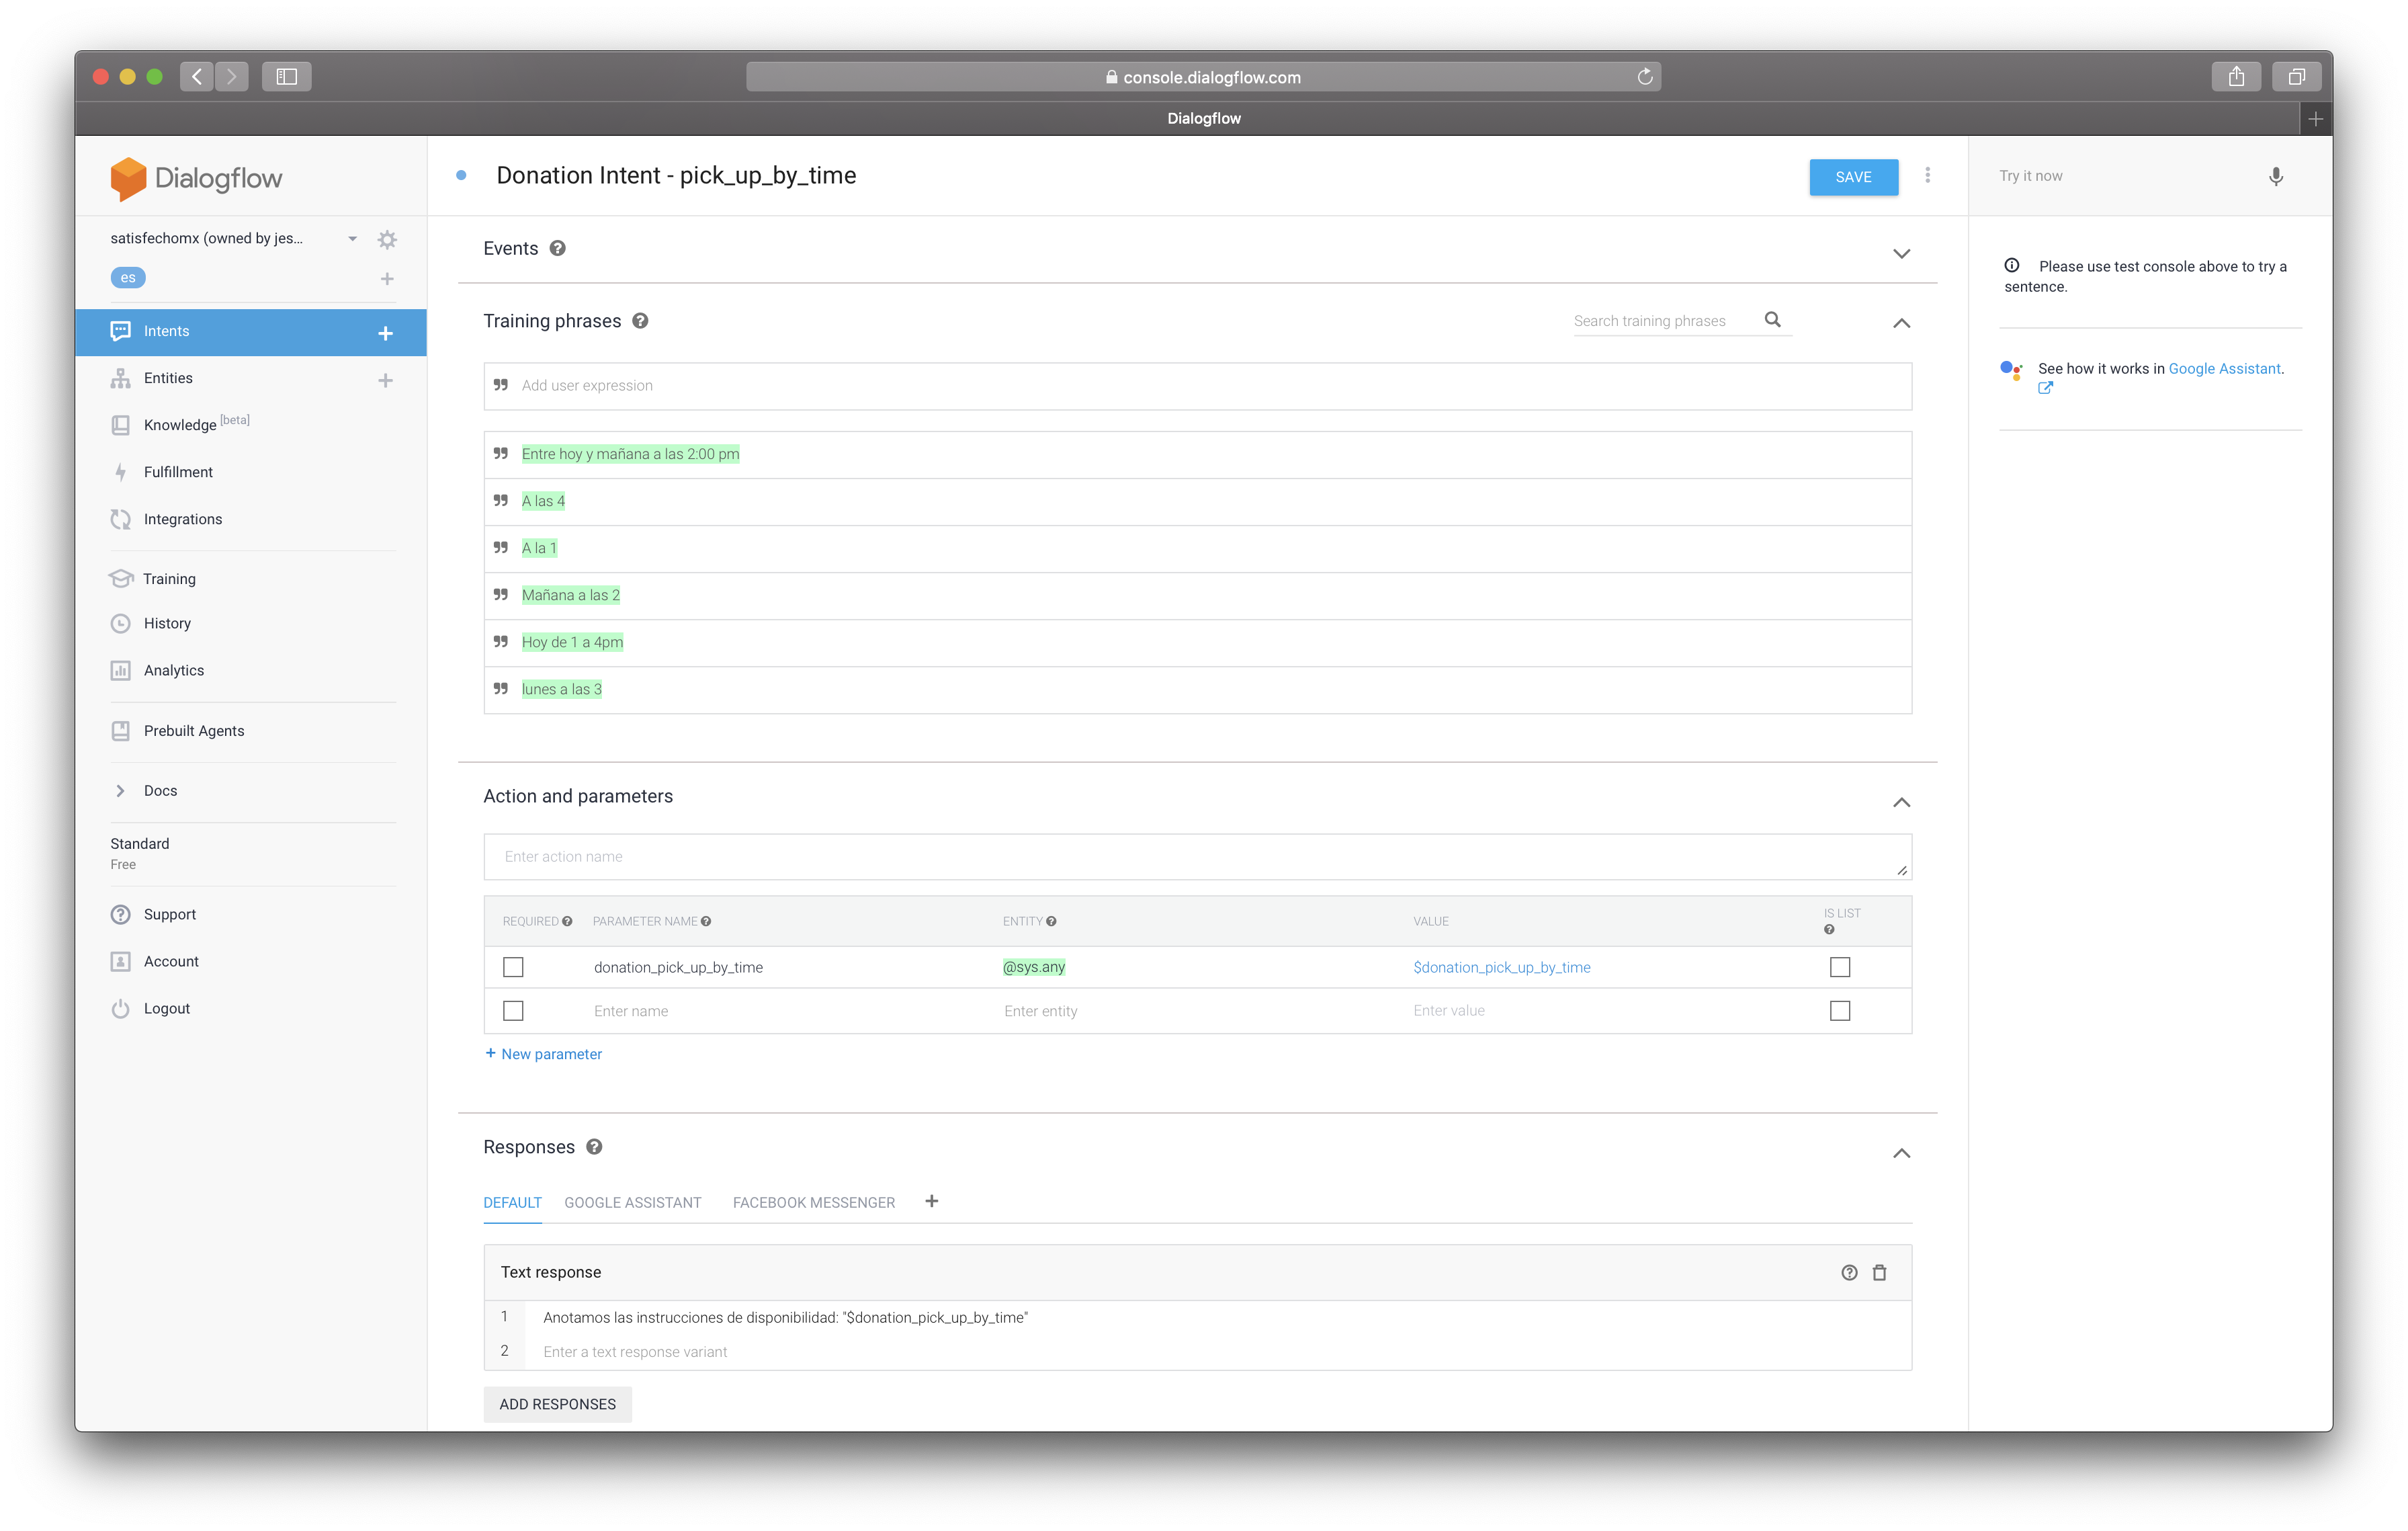 console.dialogflow.com
Dialogflow
Dialogflow
Donation Intent - pick_up_by_time
SAVE
Try it now
satisfechomx (owned by jes...
es
Intents
Entities
Knowledge [beta]
Fulfillment
Integrations
Training
History
Analytics
Prebuilt Agents
Docs
Standard
Free
Support
Account
Logout
Events
Training phrases
Search training phrases
Add user expression
Entre hoy y mañana a las 2:00 pm
A las 4
A la 1
Mañana a las 2
Hoy de 1 a 4pm
lunes a las 3
Action and parameters
Enter action name
REQUIRED PARAMETER NAME ENTITY VALUE IS LIST
donation_pick_up_by_time @sys.any $donation_pick_up_by_time
Enter name Enter entity Enter value
+ New parameter
Responses
DEFAULT GOOGLE ASSISTANT FACEBOOK MESSENGER
Text response
1 Anotamos las instrucciones de disponibilidad: "$donation_pick_up_by_time"
2 Enter a text response variant
ADD RESPONSES
Please use test console above to try a
sentence.
See how it works in Google Assistant.